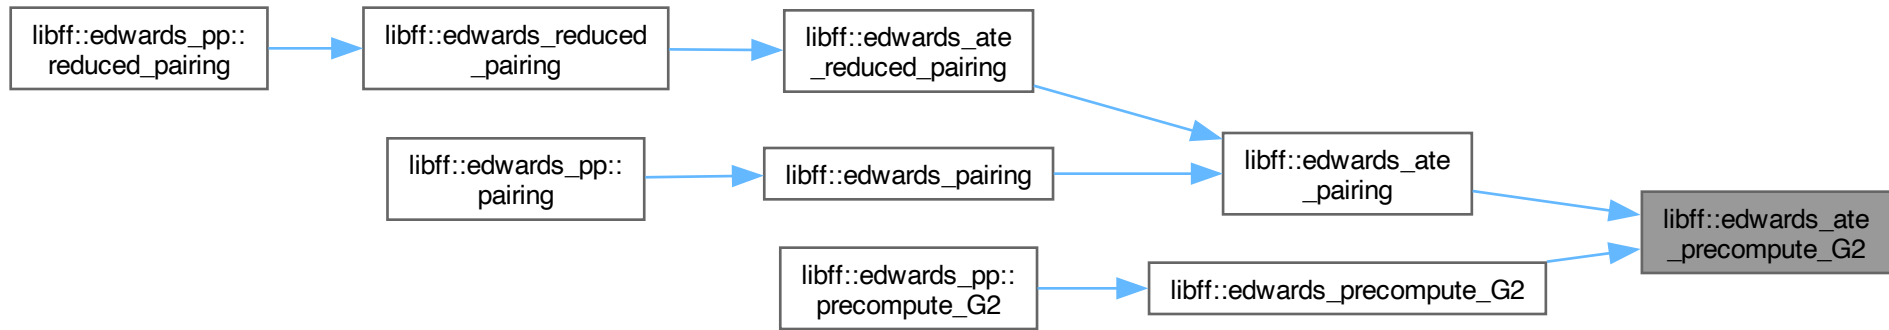 libff::edwards_pp::
reduced_pairing
libff::edwards_reduced
_pairing
libff::edwards_ate
_reduced_pairing
libff::edwards_pp::
pairing
libff::edwards_pairing
libff::edwards_ate
_pairing
libff::edwards_ate
_precompute_G2
libff::edwards_pp::
precompute_G2
libff::edwards_precompute_G2